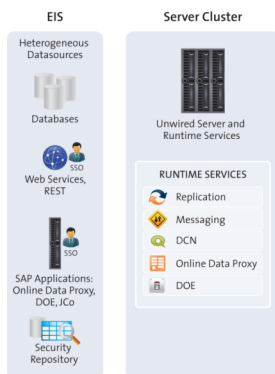 EIS
Heterogeneous
Datasources
Databases
SSO
Web Services,
REST
SSO
SAP Applications:
Online Data Proxy,
DOE, JCo
Security
Repository
Server Cluster
Unwired Server and
Runtime Services
RUNTIME SERVICES
Replication
Messaging
DCN
Online Data Proxy
DOE